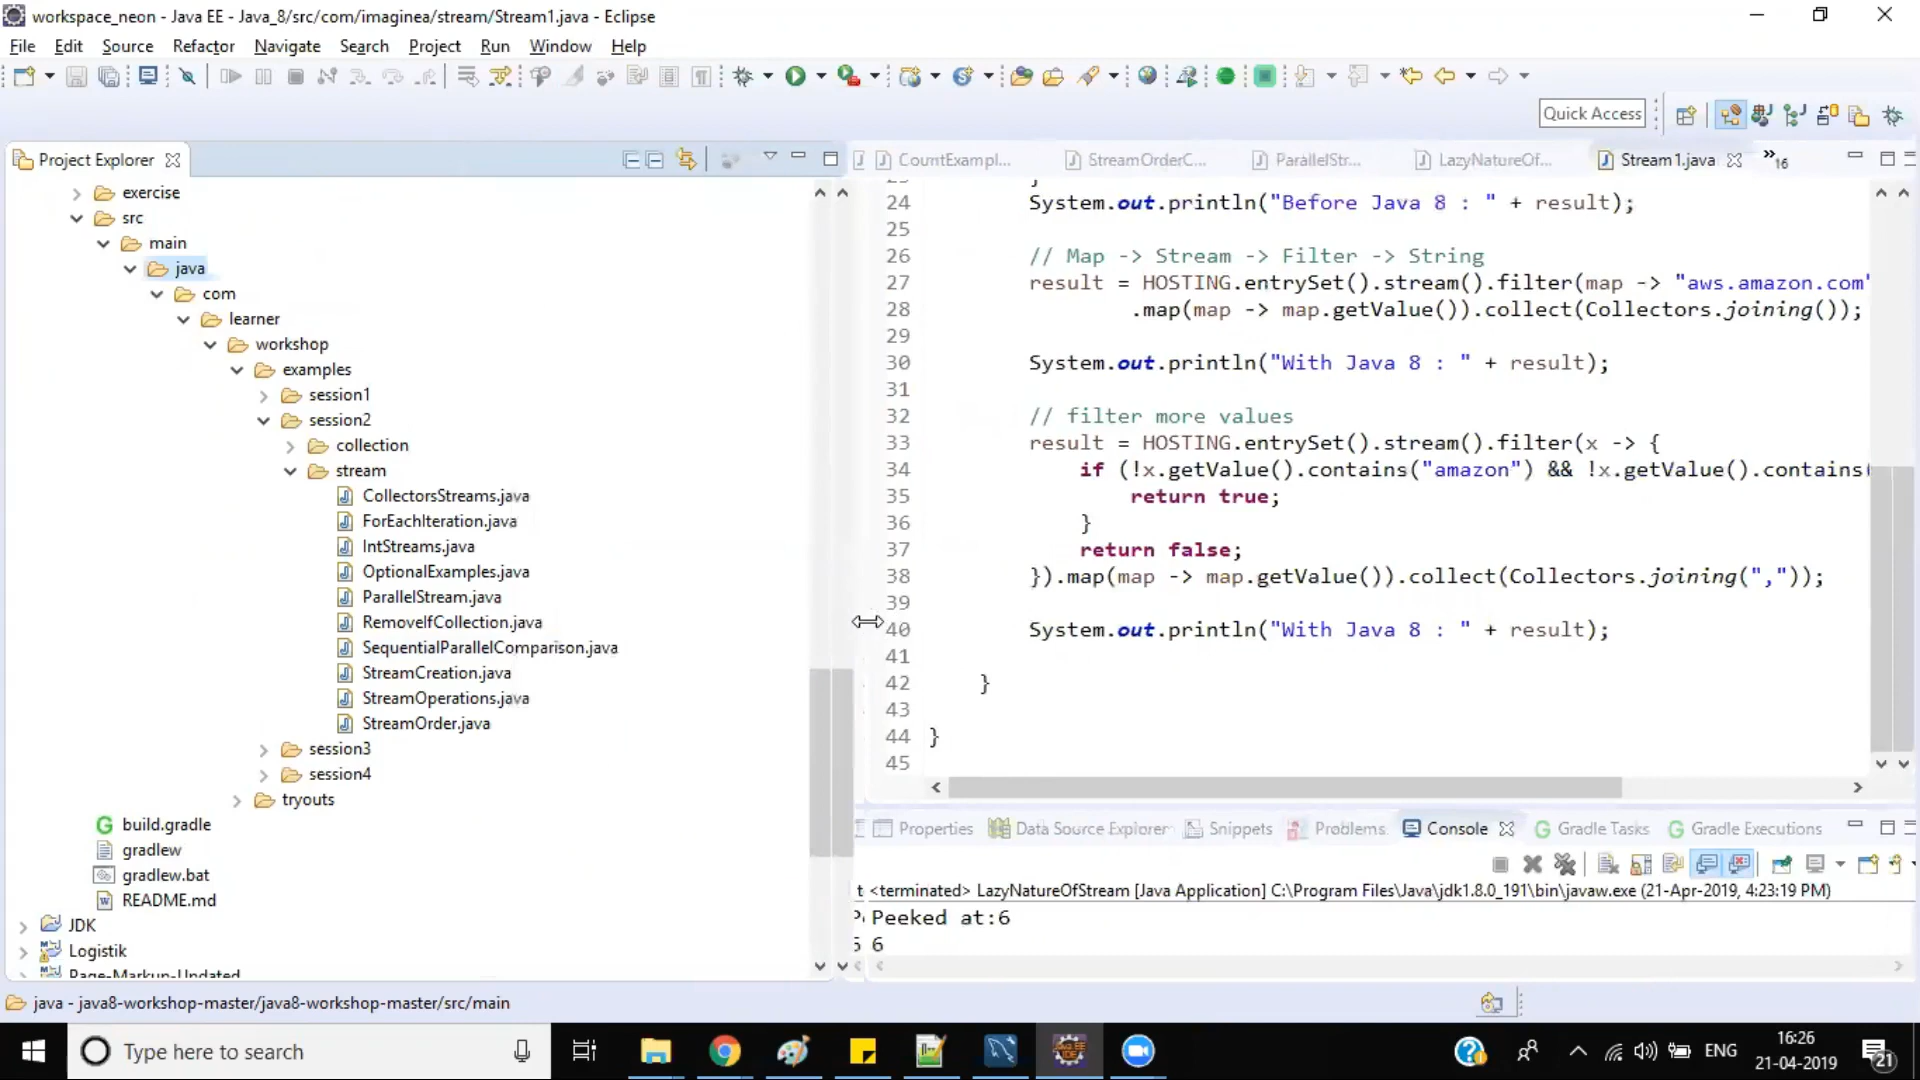 workspace_neon - Java EE - Java_8/src/com/imaginea/stream/Stream1.java - Eclipse
File Edit Source Refactor Navigate Search Project Run Window Help
Quick Access
Project Explorer
exercise
src
main
java
com
learner
workshop
examples
session1
session2
collection
stream
CollectorsStreams.java
ForEachIteration.java
IntStreams.java
OptionalExamples.java
ParallelStream.java
RemoveIfCollection.java
SequentialParallelComparison.java
StreamCreation.java
StreamOperations.java
StreamOrder.java
session3
session4
tryouts
build.gradle
gradlew
gradlew.bat
README.md
JDK
Logistik
Page-Markup-Updated
CountExampl... StreamOrderC... ParallelStr... LazyNatureOf... Stream1.java 16
23 }
24 System.out.println("Before Java 8 : " + result);
25
26 // Map -> Stream -> Filter -> String
27 result = HOSTING.entrySet().stream().filter(map -> "aws.amazon.com"
28 .map(map -> map.getValue()).collect(Collectors.joining());
29
30 System.out.println("With Java 8 : " + result);
31
32 // filter more values
33 result = HOSTING.entrySet().stream().filter(x -> {
34 if (!x.getValue().contains("amazon") && !x.getValue().contains(
35 return true;
36 }
37 return false;
38 }).map(map -> map.getValue()).collect(Collectors.joining(","));
39
40 System.out.println("With Java 8 : " + result);
41
42 }
43
44 }
45
Properties Data Source Explorer Snippets Problems Console Gradle Tasks Gradle Executions
<terminated> LazyNatureOfStream [Java Application] C:\Program Files\Java\jdk1.8.0_191\bin\javaw.exe (21-Apr-2019, 4:23:19 PM)
Peeked at:6
6
java - java8-workshop-master/java8-workshop-master/src/main
Type here to search
ENG
16:26
21-04-2019
21